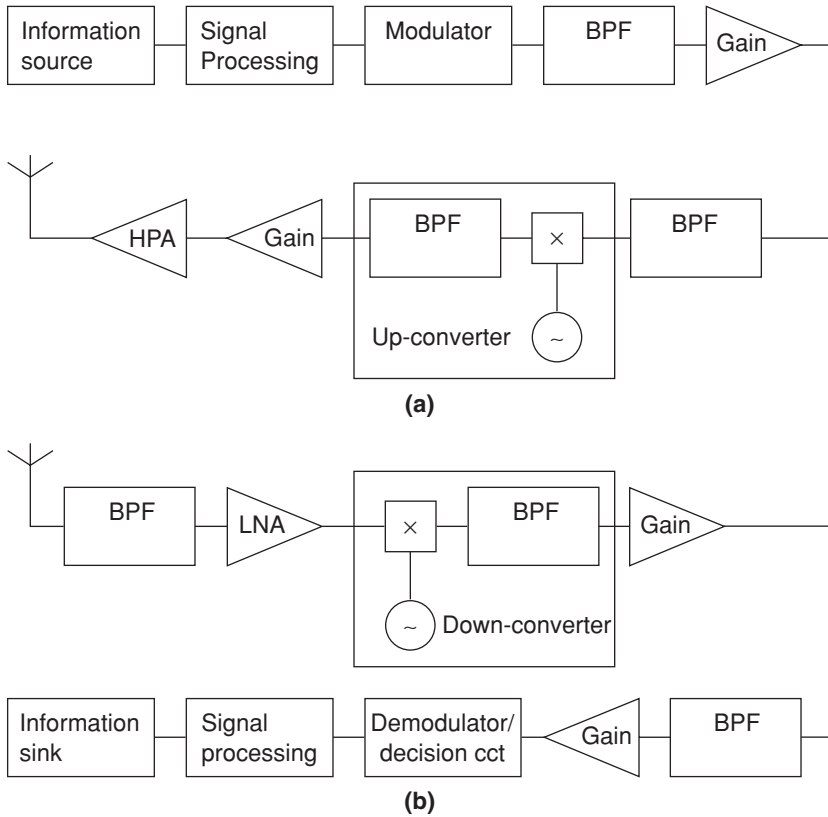 Information
source
Signal
Processing
Modulator
BPF
Gain
HPA
Gain
BPF
×
BPF
Up-converter
~
(a)
BPF
LNA
×
BPF
Gain
~
Down-converter
Information
sink
Signal
processing
Demodulator/
decision cct
Gain
BPF
(b)